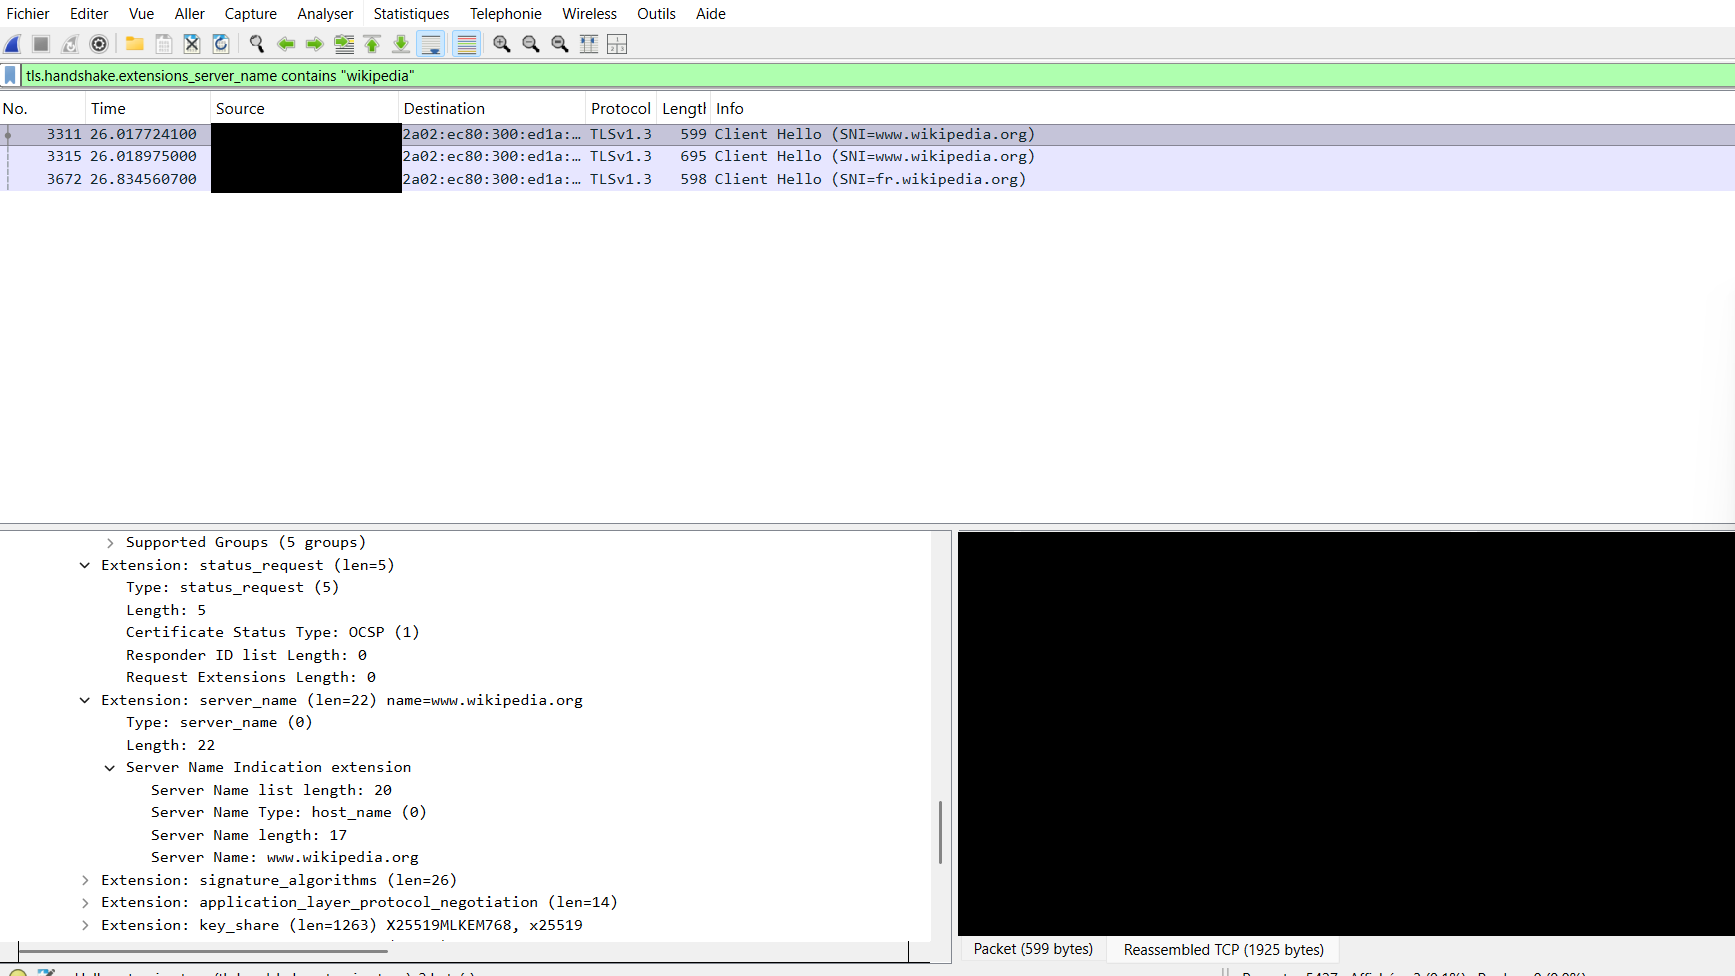 Fichier Editer Vue Aller Capture Analyser Statistiques Telephonie Wireless Outils Aide
tls.handshake.extensions_server_name contains "wikipedia"
No. Time Source Destination Protocol Length Info
3311 26.017724100 2a02:ec80:300:ed1a:… TLSv1.3 599 Client Hello (SNI=www.wikipedia.org)
3315 26.018975000 2a02:ec80:300:ed1a:… TLSv1.3 695 Client Hello (SNI=www.wikipedia.org)
3672 26.834560700 2a02:ec80:300:ed1a:… TLSv1.3 598 Client Hello (SNI=fr.wikipedia.org)
Supported Groups (5 groups)
Extension: status_request (len=5)
Type: status_request (5)
Length: 5
Certificate Status Type: OCSP (1)
Responder ID list Length: 0
Request Extensions Length: 0
Extension: server_name (len=22) name=www.wikipedia.org
Type: server_name (0)
Length: 22
Server Name Indication extension
Server Name list length: 20
Server Name Type: host_name (0)
Server Name length: 17
Server Name: www.wikipedia.org
Extension: signature_algorithms (len=26)
Extension: application_layer_protocol_negotiation (len=14)
Extension: key_share (len=1263) X25519MLKEM768, x25519
Packet (599 bytes) Reassembled TCP (1925 bytes)